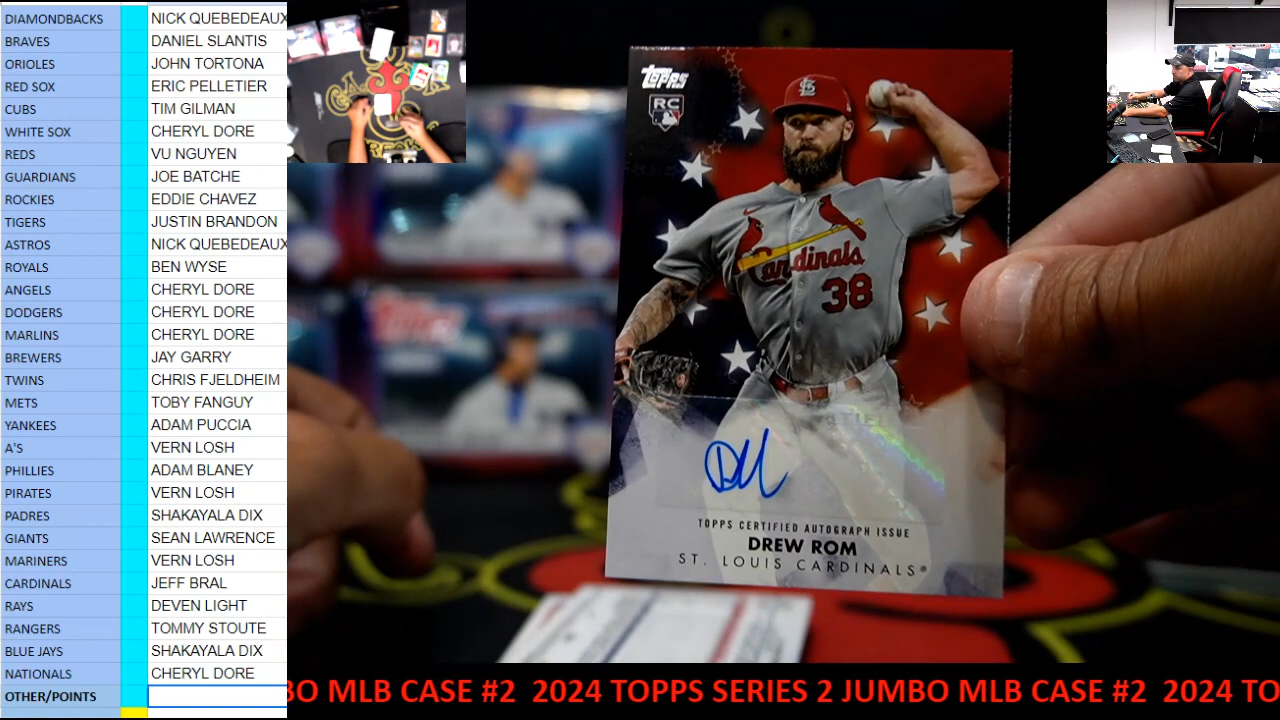 DIAMONDBACKS NICK QUEBEDEAUX
BRAVES DANIEL SLANTIS
ORIOLES JOHN TORTONA
RED SOX ERIC PELLETIER
CUBS TIM GILMAN
WHITE SOX CHERYL DORE
REDS VU NGUYEN
GUARDIANS JOE BATCHE
ROCKIES EDDIE CHAVEZ
TIGERS JUSTIN BRANDON
ASTROS NICK QUEBEDEAUX
ROYALS BEN WYSE
ANGELS CHERYL DORE
DODGERS CHERYL DORE
MARLINS CHERYL DORE
BREWERS JAY GARRY
TWINS CHRIS FJELDHEIM
METS TOBY FANGUY
YANKEES ADAM PUCCIA
A'S VERN LOSH
PHILLIES ADAM BLANEY
PIRATES VERN LOSH
PADRES SHAKAYALA DIX
GIANTS SEAN LAWRENCE
MARINERS VERN LOSH
CARDINALS JEFF BRAL
RAYS DEVEN LIGHT
RANGERS TOMMY STOUTE
BLUE JAYS SHAKAYALA DIX
NATIONALS CHERYL DORE
OTHER/POINTS
Topps
RC
Cardinals
38
TOPPS CERTIFIED AUTOGRAPH ISSUE
DREW ROM
ST. LOUIS CARDINALS®
Topps
BO MLB CASE #2 2024 TOPPS SERIES 2 JUMBO MLB CASE #2 2024 TO